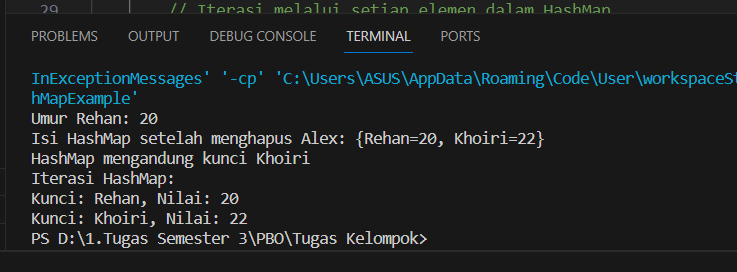 29 // Iterasi melalui setiap elemen dalam HashMap
PROBLEMS OUTPUT DEBUG CONSOLE TERMINAL PORTS
InExceptionMessages' '-cp' 'C:\Users\ASUS\AppData\Roaming\Code\User\workspaceSt
hMapExample'
Umur Rehan: 20
Isi HashMap setelah menghapus Alex: {Rehan=20, Khoiri=22}
HashMap mengandung kunci Khoiri
Iterasi HashMap:
Kunci: Rehan, Nilai: 20
Kunci: Khoiri, Nilai: 22
PS D:\1.Tugas Semester 3\PBO\Tugas Kelompok>